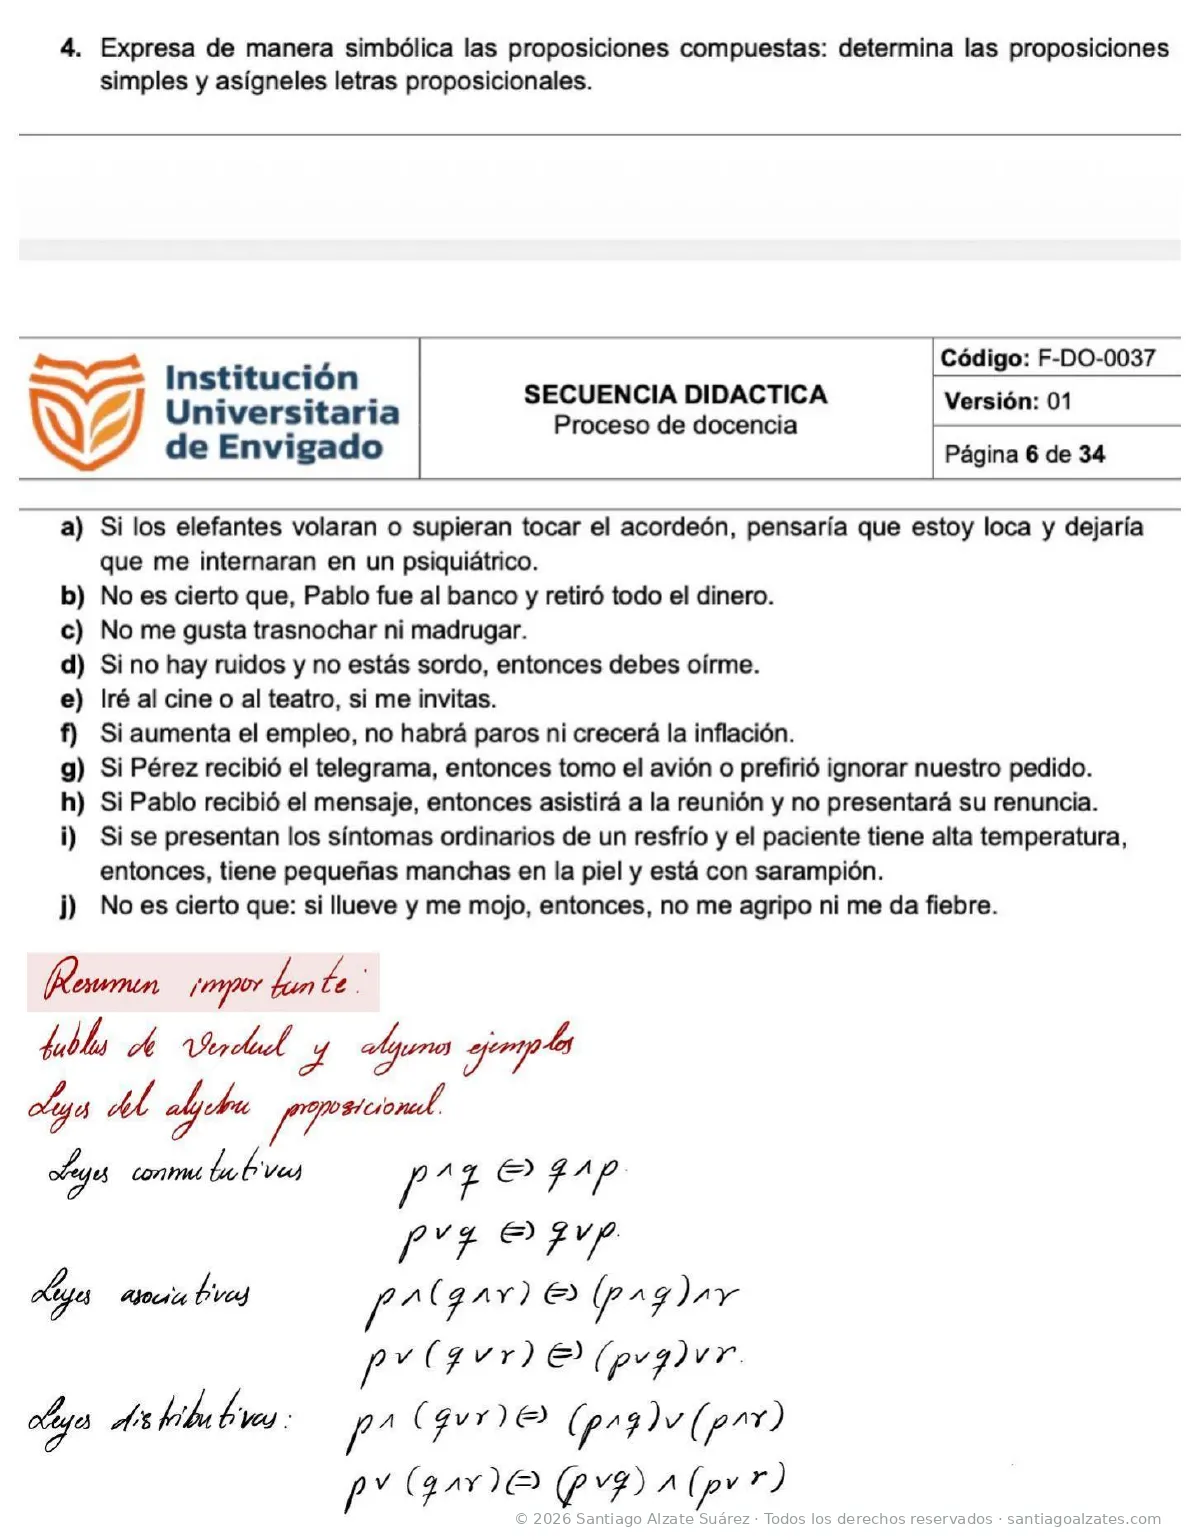 4. Expresa de manera simbólica las proposiciones compuestas: determina las proposiciones
simples y asígneles letras proposicionales.
Institución
Universitaria
de Envigado
SECUENCIA DIDACTICA
Proceso de docencia
Código: F-DO-0037
Versión: 01
Página 6 de 34
a) Si los elefantes volaran o supieran tocar el acordeón, pensaría que estoy loca y dejaría
que me internaran en un psiquiátrico.
b) No es cierto que, Pablo fue al banco y retiró todo el dinero.
c) No me gusta trasnochar ni madrugar.
d) Si no hay ruidos y no estás sordo, entonces debes oírme.
e) Iré al cine o al teatro, si me invitas.
f) Si aumenta el empleo, no habrá paros ni crecerá la inflación.
g) Si Pérez recibió el telegrama, entonces tomo el avión o prefirió ignorar nuestro pedido.
h) Si Pablo recibió el mensaje, entonces asistirá a la reunión y no presentará su renuncia.
i) Si se presentan los síntomas ordinarios de un resfrío y el paciente tiene alta temperatura,
entonces, tiene pequeñas manchas en la piel y está con sarampión.
j) No es cierto que: si llueve y me mojo, entonces, no me agripo ni me da fiebre.
Resumen importante:
tablas de verdad y algunos ejemplos
Leyes del algebra proposicional.
Leyes conmutativas p ∧ q ⇔ q ∧ p.
p ∨ q ⇔ q ∨ p.
Leyes asociativas p ∧ (q ∧ r) ⇔ (p ∧ q) ∧ r
p ∨ (q ∨ r) ⇔ (p ∨ q) ∨ r.
Leyes distributivas: p ∧ (q ∨ r) ⇔ (p ∧ q) ∨ (p ∧ r)
p ∨ (q ∧ r) ⇔ (p ∨ q) ∧ (p ∨ r)
© 2026 Santiago Alzate Suárez · Todos los derechos reservados · santiagoalzates.com